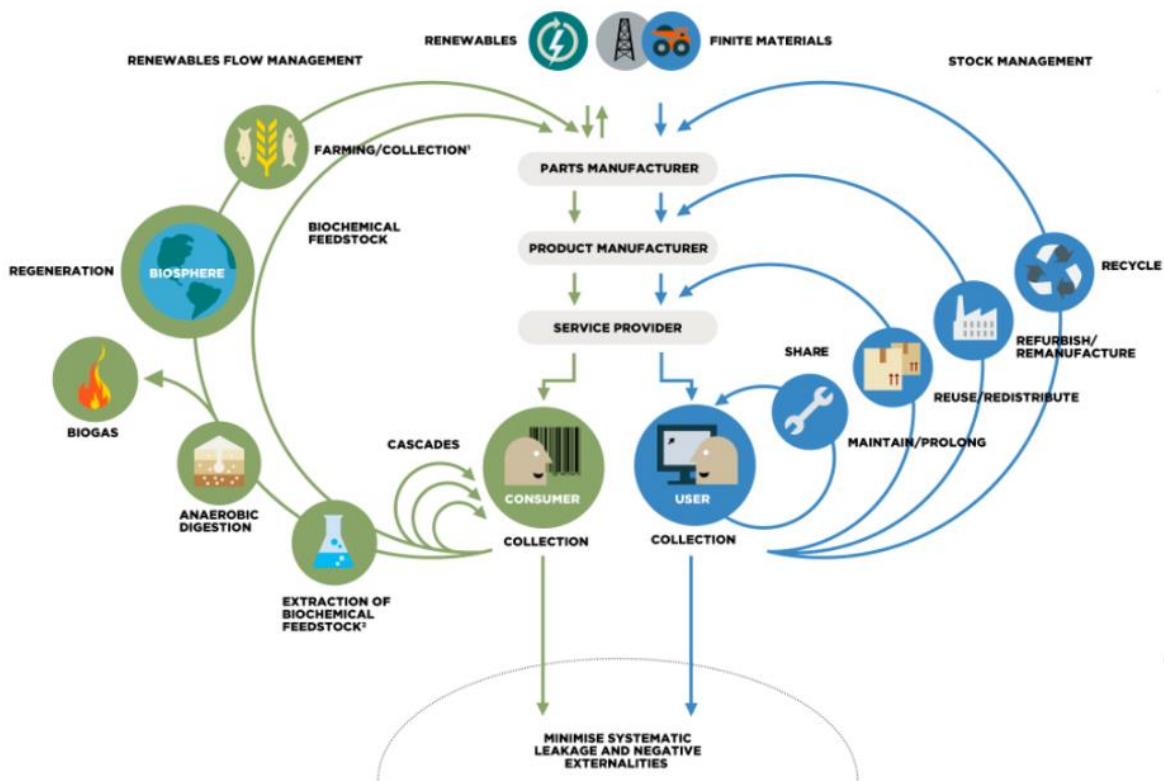 RENEWABLES
FINITE MATERIALS
RENEWABLES FLOW MANAGEMENT
STOCK MANAGEMENT
FARMING/COLLECTION¹
PARTS MANUFACTURER
BIOCHEMICAL
FEEDSTOCK
PRODUCT MANUFACTURER
REGENERATION
BIOSPHERE
RECYCLE
SERVICE PROVIDER
SHARE
REFURBISH/
REMANUFACTURE
REUSE/REDISTRIBUTE
BIOGAS
CASCADES
MAINTAIN/PROLONG
CONSUMER
USER
ANAEROBIC
DIGESTION
COLLECTION
COLLECTION
EXTRACTION OF
BIOCHEMICAL
FEEDSTOCK²
MINIMISE SYSTEMATIC
LEAKAGE AND NEGATIVE
EXTERNALITIES